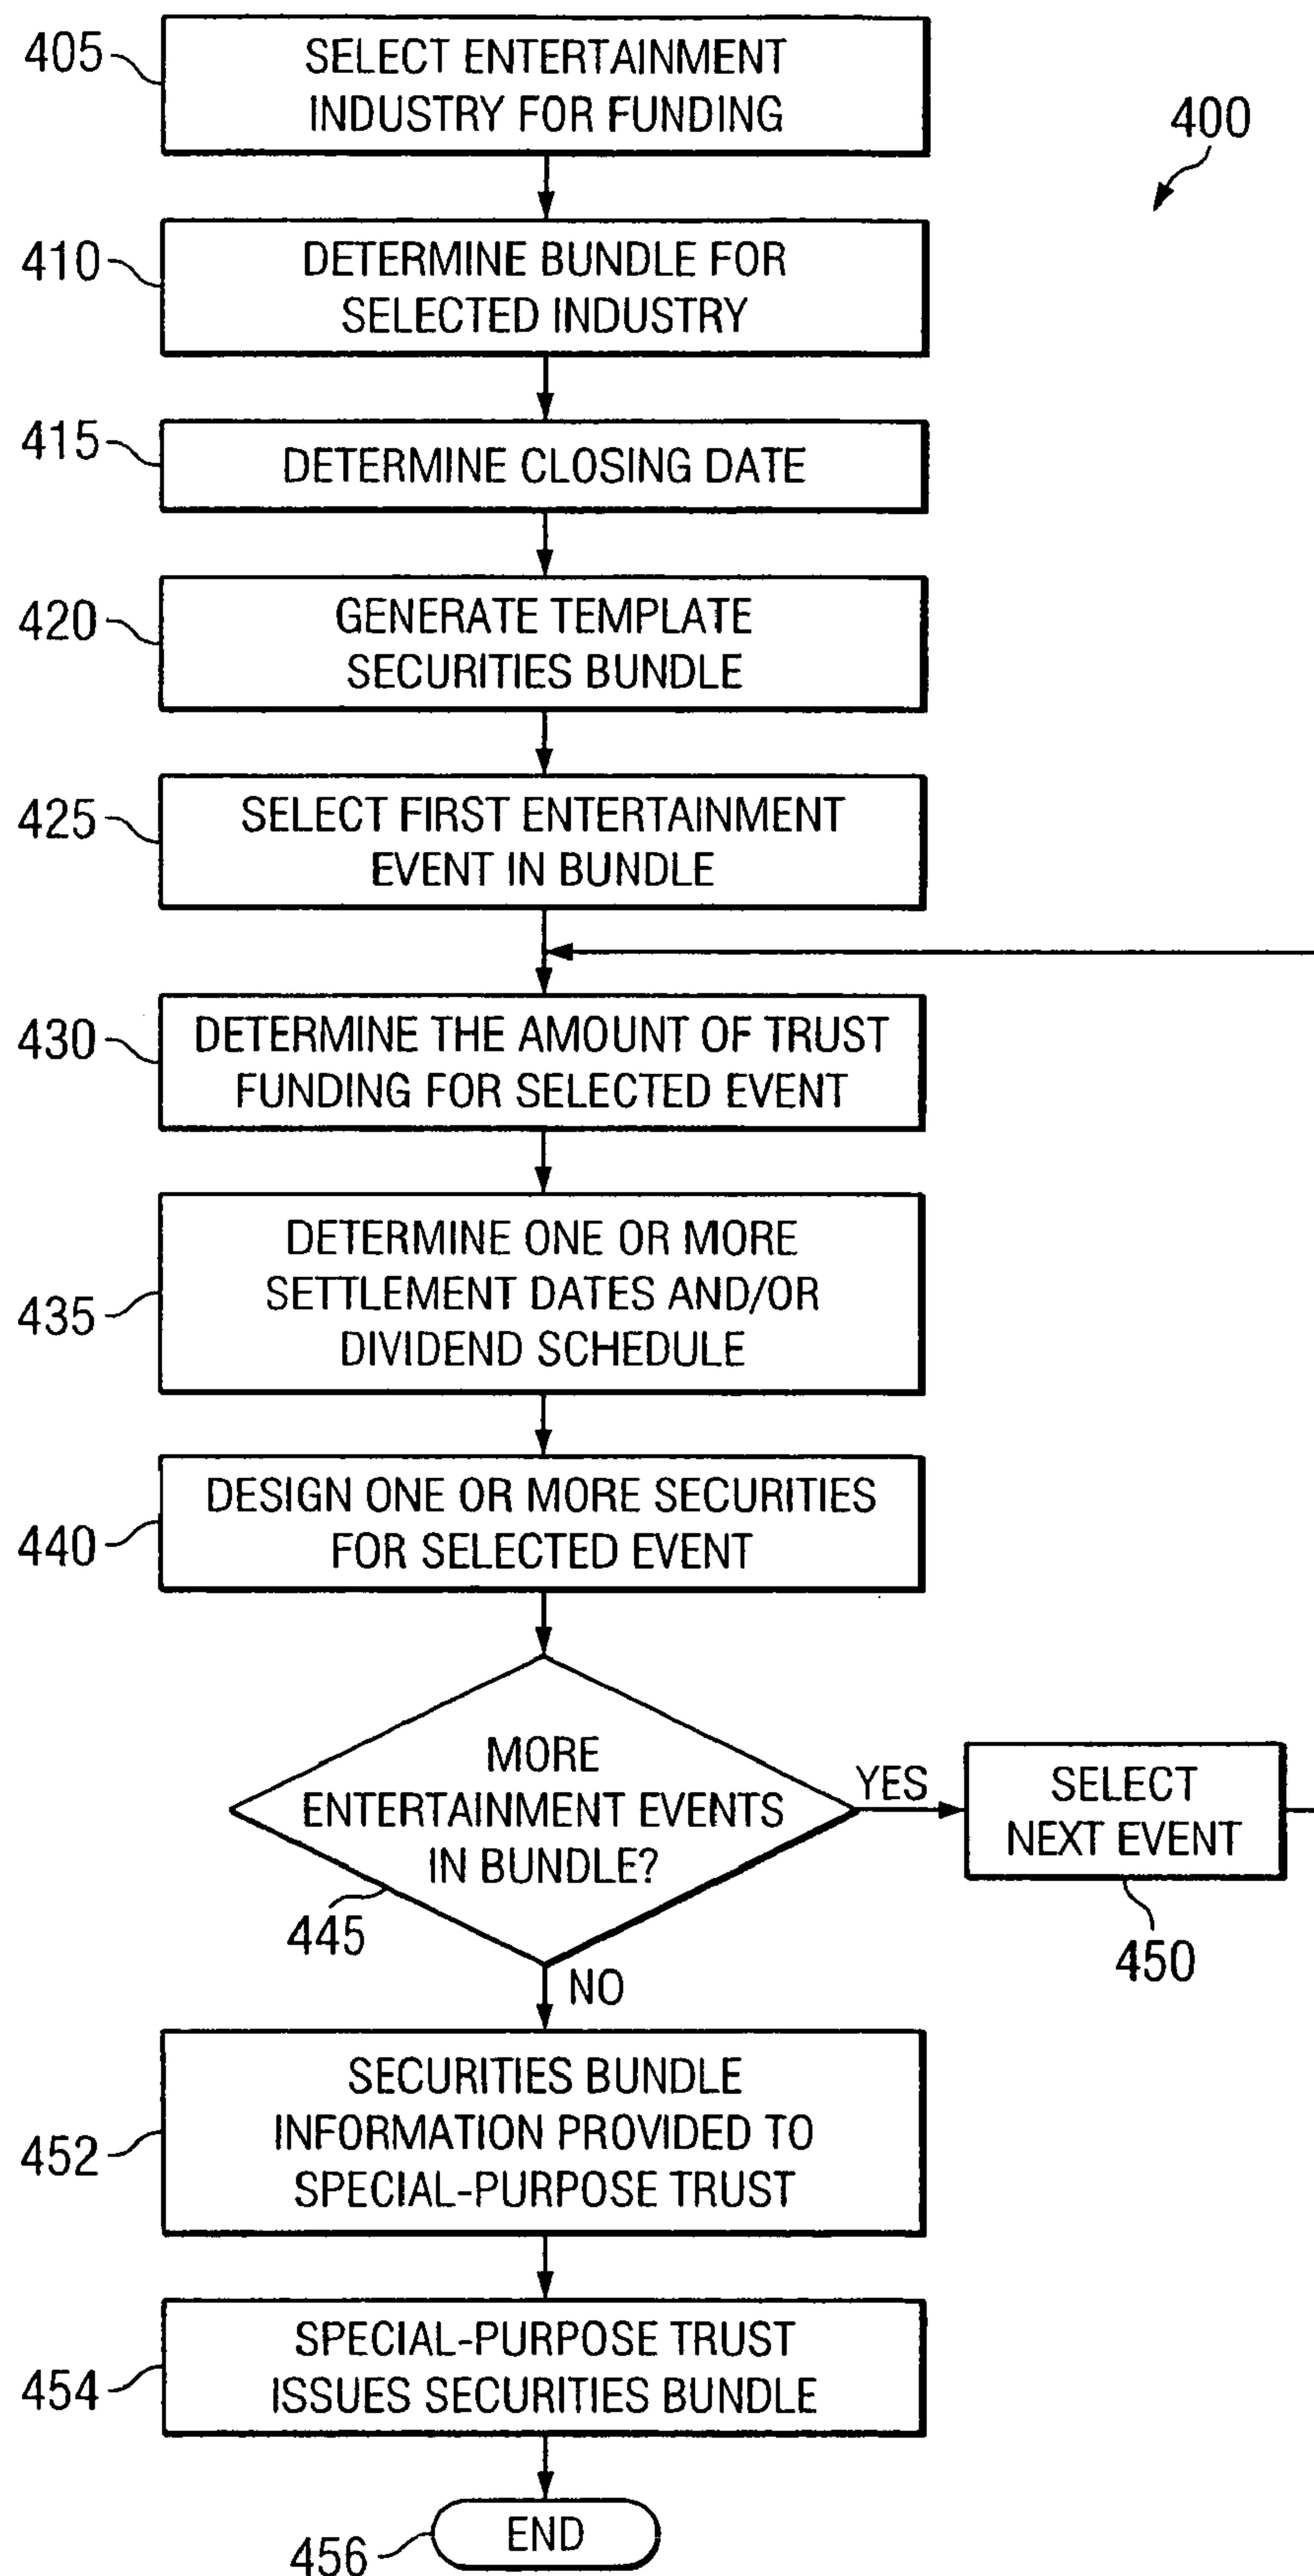 405
SELECT ENTERTAINMENT
INDUSTRY FOR FUNDING
400
410
DETERMINE BUNDLE FOR
SELECTED INDUSTRY
415
DETERMINE CLOSING DATE
420
GENERATE TEMPLATE
SECURITIES BUNDLE
425
SELECT FIRST ENTERTAINMENT
EVENT IN BUNDLE
430
DETERMINE THE AMOUNT OF TRUST
FUNDING FOR SELECTED EVENT
435
DETERMINE ONE OR MORE
SETTLEMENT DATES AND/OR
DIVIDEND SCHEDULE
440
DESIGN ONE OR MORE SECURITIES
FOR SELECTED EVENT
MORE
ENTERTAINMENT EVENTS
IN BUNDLE?
445
YES
SELECT
NEXT EVENT
450
NO
452
SECURITIES BUNDLE
INFORMATION PROVIDED TO
SPECIAL-PURPOSE TRUST
454
SPECIAL-PURPOSE TRUST
ISSUES SECURITIES BUNDLE
456
END